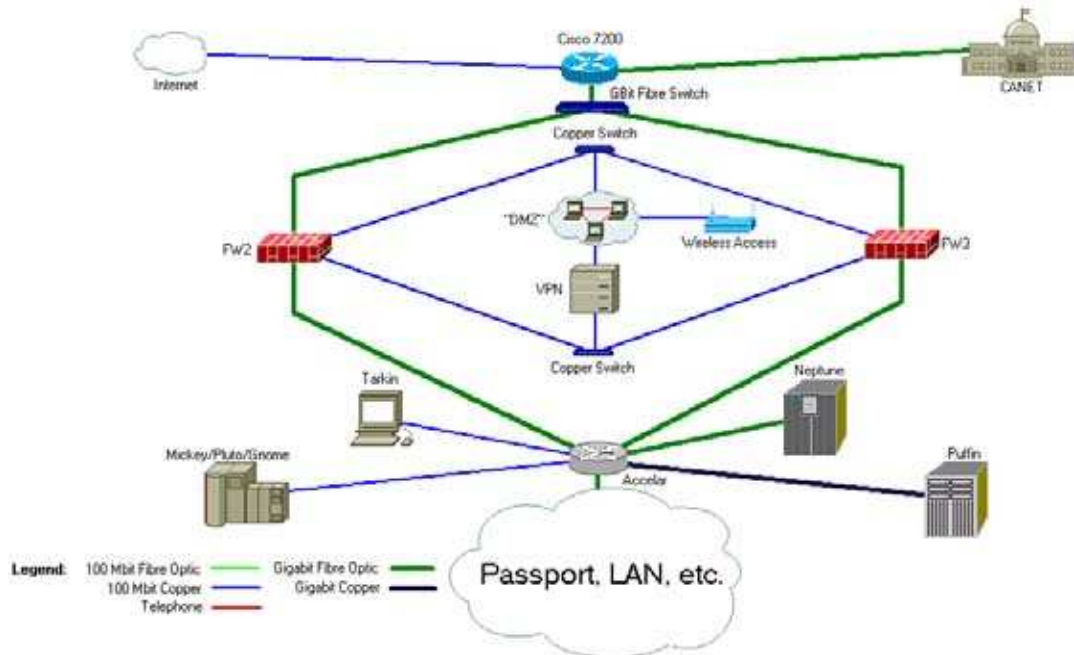 Cisco 7200
Internet
CANET
GBit Fibre Switch
Copper Switch
"DMZ"
Wireless Access
FW2
FW3
VPN
Copper Switch
Tarkin
Neptune
Mickey/Pluto/Gnome
Puffin
Accelar
Passport, LAN, etc.
Legend:
100 Mbit Fibre Optic
Gigabit Fibre Optic
100 Mbit Copper
Gigabit Copper
Telephone